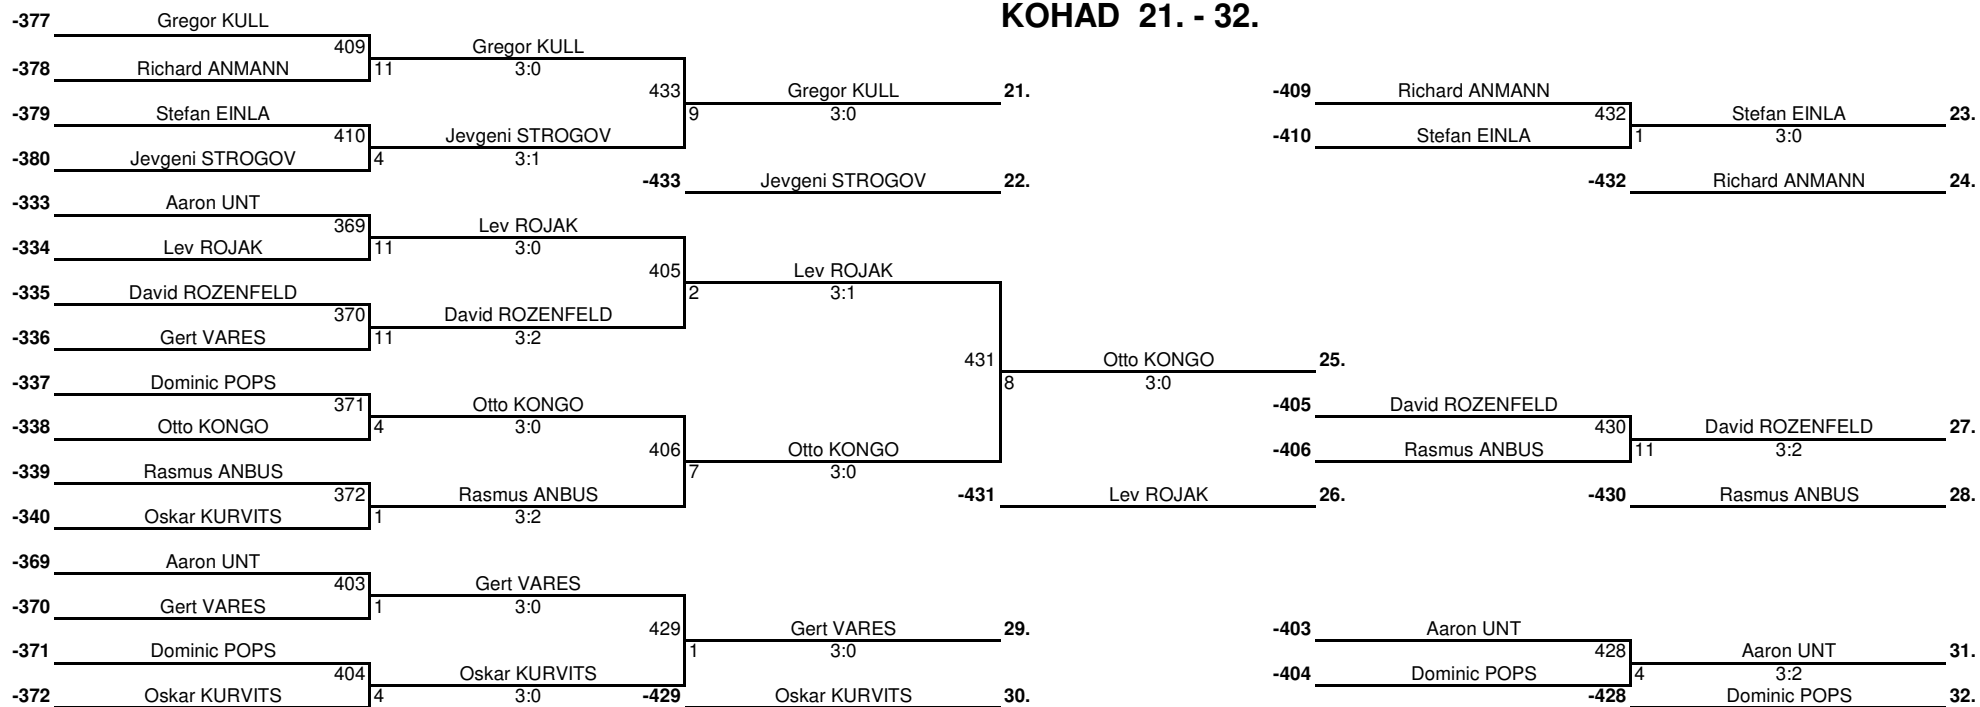 KOHAD 21. - 32.
-377 Gregor KULL
409 Gregor KULL
-378 Richard ANMANN 11 3:0
433 Gregor KULL 21. -409 Richard ANMANN
-379 Stefan EINLA 9 3:0 432 Stefan EINLA 23.
410 Jevgeni STROGOV -410 Stefan EINLA 1 3:0
-380 Jevgeni STROGOV 4 3:1
-433 Jevgeni STROGOV 22. -432 Richard ANMANN 24.
-333 Aaron UNT
369 Lev ROJAK
-334 Lev ROJAK 11 3:0
405 Lev ROJAK
-335 David ROZENFELD 2 3:1
370 David ROZENFELD
-336 Gert VARES 11 3:2
431 Otto KONGO 25.
-337 Dominic POPS 8 3:0
371 Otto KONGO -405 David ROZENFELD
-338 Otto KONGO 4 3:0 430 David ROZENFELD 27.
406 Otto KONGO -406 Rasmus ANBUS 11 3:2
-339 Rasmus ANBUS 7 3:0
372 Rasmus ANBUS -431 Lev ROJAK 26. -430 Rasmus ANBUS 28.
-340 Oskar KURVITS 1 3:2
-369 Aaron UNT
403 Gert VARES
-370 Gert VARES 1 3:0
429 Gert VARES 29. -403 Aaron UNT
-371 Dominic POPS 1 3:0 428 Aaron UNT 31.
404 Oskar KURVITS -404 Dominic POPS 4 3:2
-372 Oskar KURVITS 4 3:0 -429 Oskar KURVITS 30. -428 Dominic POPS 32.